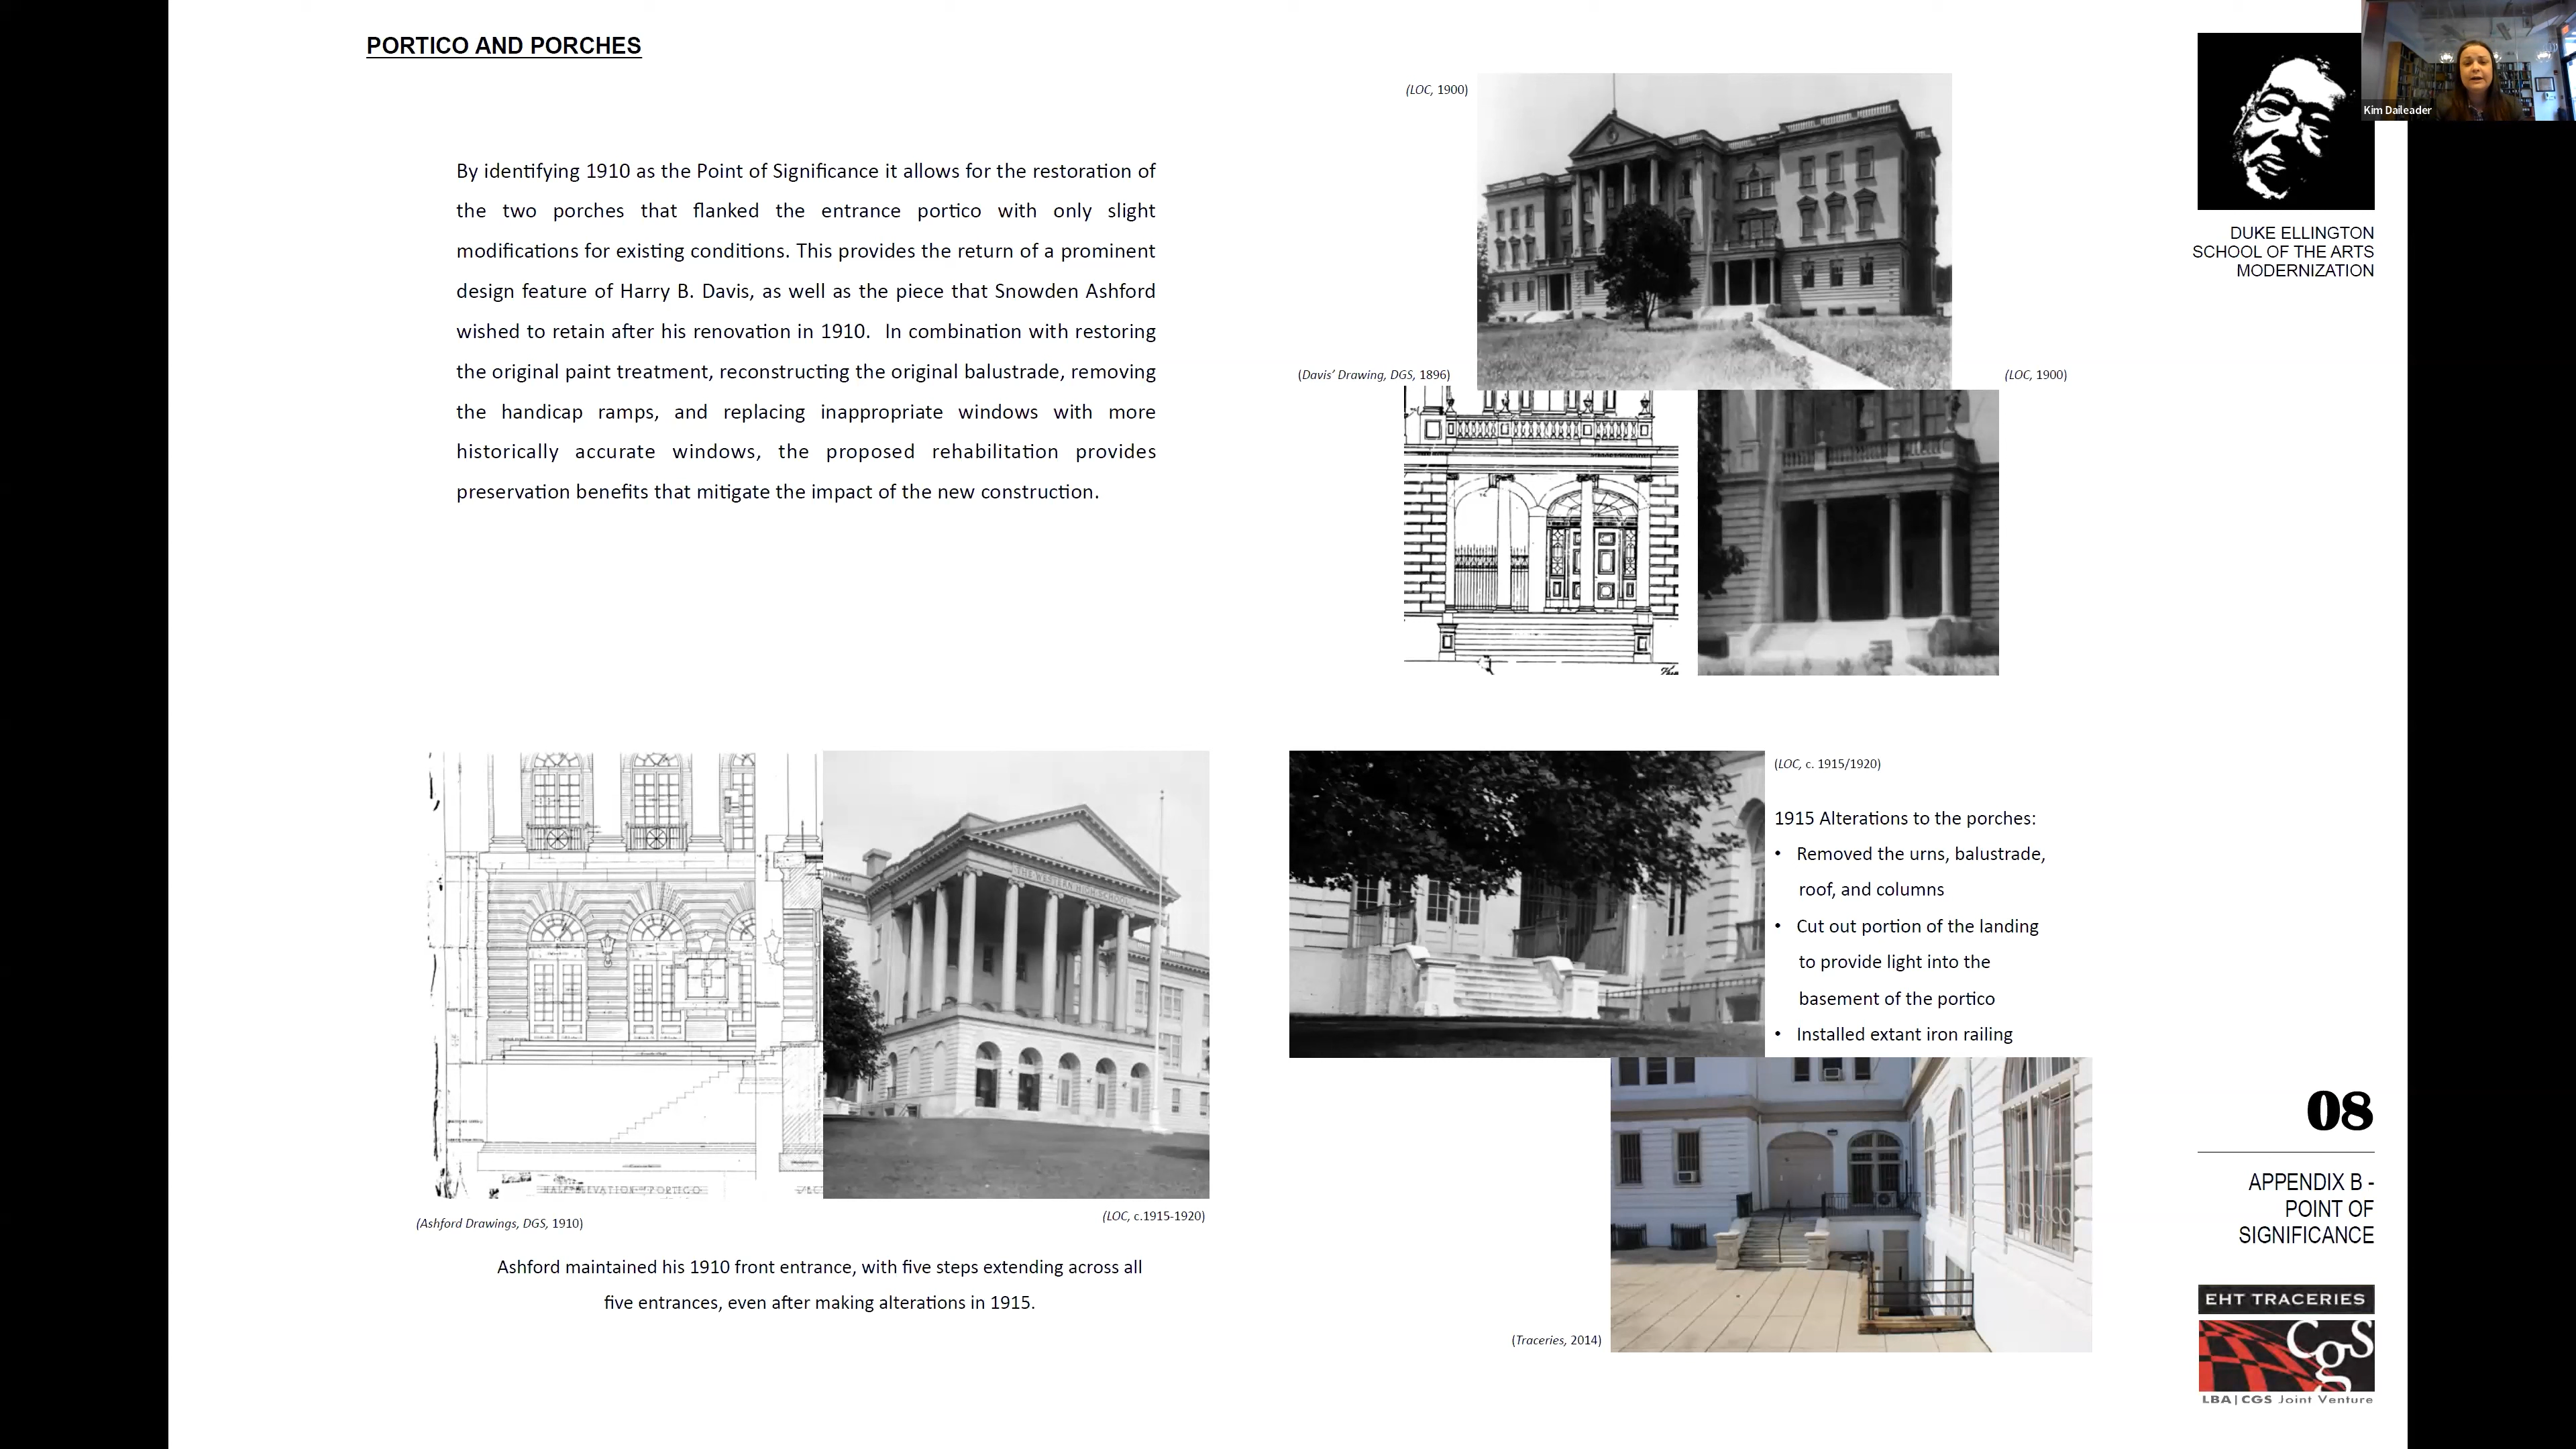 PORTICO AND PORCHES
By identifying 1910 as the Point of Significance it allows for the restoration of
the two porches that flanked the entrance portico with only slight
modifications for existing conditions. This provides the return of a prominent
design feature of Harry B. Davis, as well as the piece that Snowden Ashford
wished to retain after his renovation in 1910.  In combination with restoring
the original paint treatment, reconstructing the original balustrade, removing
the handicap ramps, and replacing inappropriate windows with more
historically accurate windows, the proposed rehabilitation provides
preservation benefits that mitigate the impact of the new construction.
(LOC, 1900)
(Davis' Drawing, DGS, 1896)
(LOC, 1900)
THE WESTERN HIGH SCHOOL
HALF ELEVATION - PORTICO
(Ashford Drawings, DGS, 1910)
(LOC, c.1915-1920)
Ashford maintained his 1910 front entrance, with five steps extending across all
five entrances, even after making alterations in 1915.
(LOC, c. 1915/1920)
1915 Alterations to the porches:
• Removed the urns, balustrade,
roof, and columns
• Cut out portion of the landing
to provide light into the
basement of the portico
• Installed extant iron railing
(Traceries, 2014)
Kim Daileader
DUKE ELLINGTON
SCHOOL OF THE ARTS
MODERNIZATION
08
APPENDIX B -
POINT OF
SIGNIFICANCE
EHT TRACERIES
CGS
LBA|CGS Joint Venture